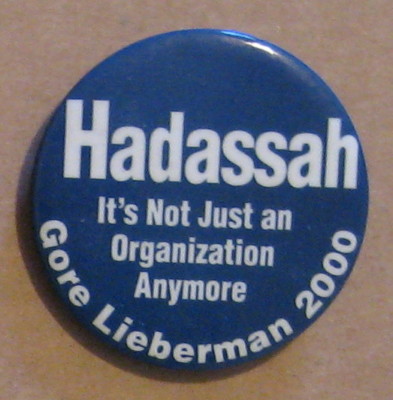 Hadassah
It's Not Just an
Organization
Anymore
Gore Lieberman 2000